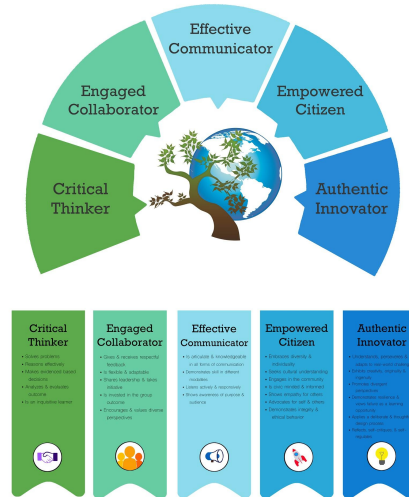 Effective
Communicator
Engaged
Collaborator
Empowered
Citizen
Critical
Thinker
Authentic
Innovator
Critical
Thinker
• Solves problems
• Reasons effectively
• Makes evidence based
decisions
• Analyzes & evaluates
outcome
• Is an inquisitive learner
Engaged
Collaborator
• Gives & receives respectful
feedback
• Is flexible & adaptable
• Shares leadership & takes
initiative
• Is invested in the group
outcome
• Encourages & values diverse
perspectives
Effective
Communicator
• Is articulate & knowledgeable
in all forms of communication
• Demonstrates skill in different
modalities
• Listens actively & responsively
• Shows awareness of purpose &
audience
Empowered
Citizen
• Embraces diversity &
individuality
• Seeks cultural understanding
• Engages in the community
• Is civic minded & informed
• Shows empathy for others
• Advocates for self & others
• Demonstrates integrity &
ethical behavior
Authentic
Innovator